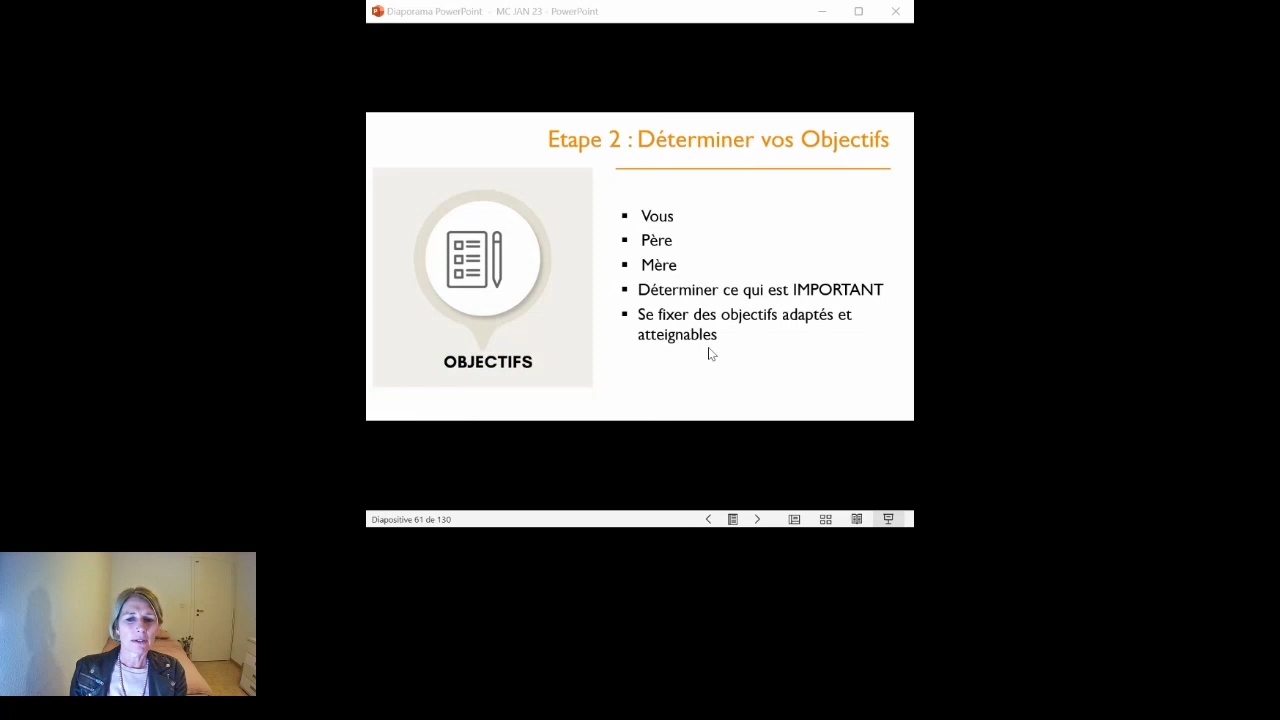 Diaporama PowerPoint - MC JAN 23 - PowerPoint
Etape 2 : Déterminer vos Objectifs
▪ Vous
▪ Père
▪ Mère
▪ Déterminer ce qui est IMPORTANT
▪ Se fixer des objectifs adaptés et
atteignables
OBJECTIFS
Diapositive 61 de 130